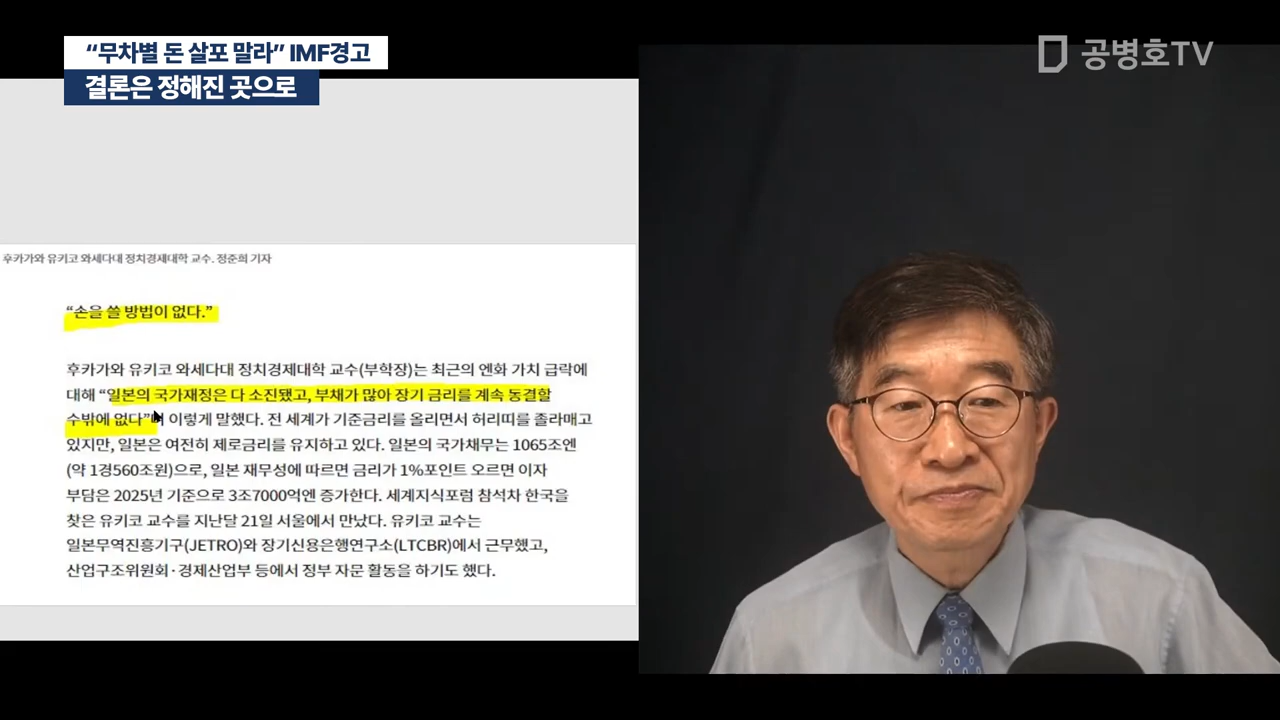 “무차별 돈 살포 말라” IMF경고
결론은 정해진 곳으로
공병호TV
후카가와 유키코 와세다대 정치경제대학 교수. 정준희 기자
“손을 쓸 방법이 없다.”
후카가와 유키코 와세다대 정치경제대학 교수(부학장)는 최근의 엔화 가치 급락에
대해 “일본의 국가재정은 다 소진됐고, 부채가 많아 장기 금리를 계속 동결할
수밖에 없다”며 이렇게 말했다. 전 세계가 기준금리를 올리면서 허리띠를 졸라매고
있지만, 일본은 여전히 제로금리를 유지하고 있다. 일본의 국가채무는 1065조엔
(약 1경560조원)으로, 일본 재무성에 따르면 금리가 1%포인트 오르면 이자
부담은 2025년 기준으로 3조7000억엔 증가한다. 세계지식포럼 참석차 한국을
찾은 유키코 교수를 지난달 21일 서울에서 만났다. 유키코 교수는
일본무역진흥기구(JETRO)와 장기신용은행연구소(LTCBR)에서 근무했고,
산업구조위원회·경제산업부 등에서 정부 자문 활동을 하기도 했다.